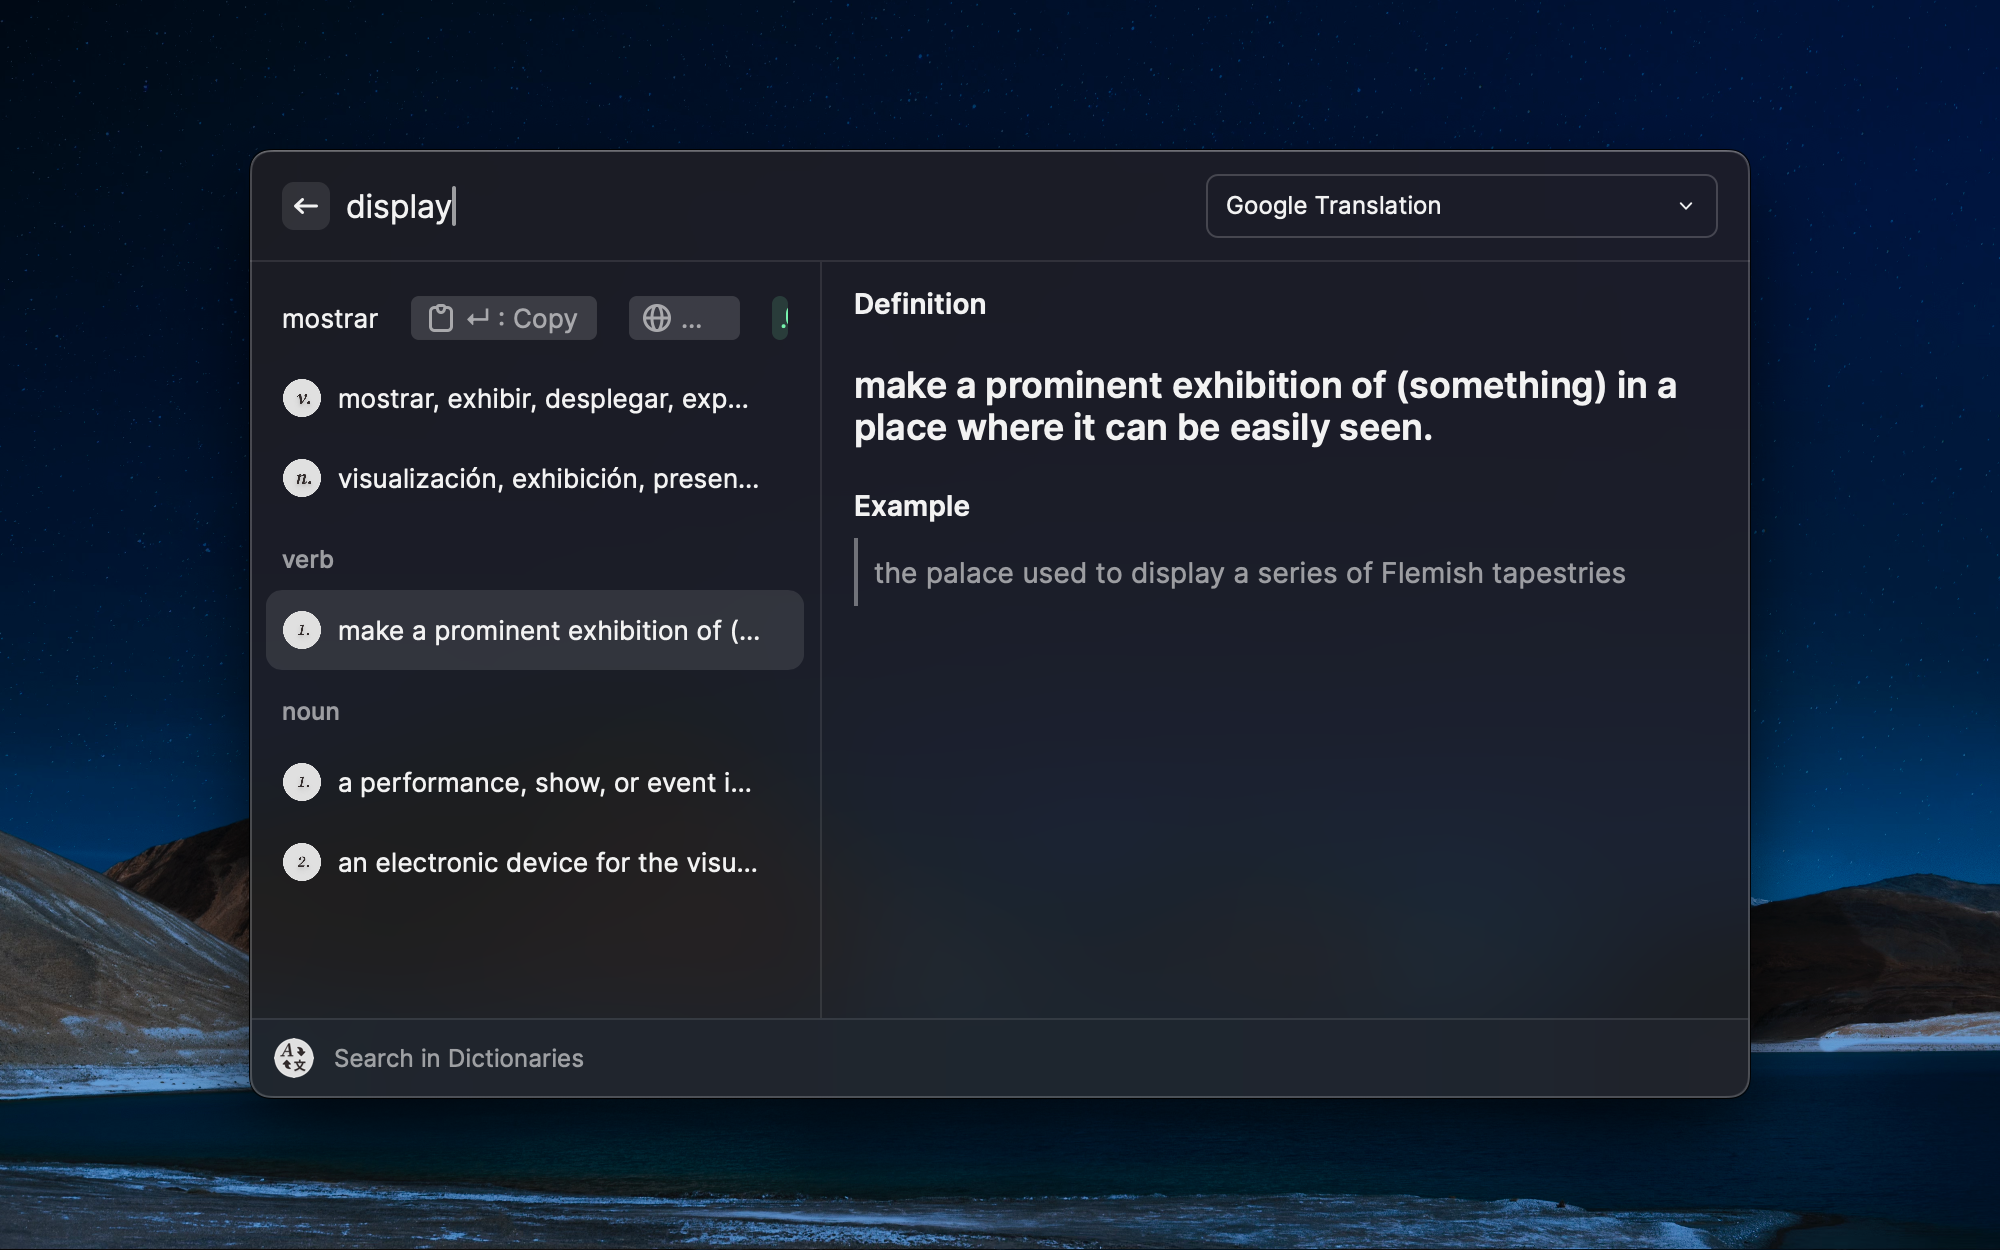 display
Google Translation
mostrar
: Copy
...
v. mostrar, exhibir, desplegar, exp...
n. visualización, exhibición, presen...
verb
1. make a prominent exhibition of (...
noun
1. a performance, show, or event i...
2. an electronic device for the visu...
Definition
make a prominent exhibition of (something) in a
place where it can be easily seen.
Example
the palace used to display a series of Flemish tapestries
A 文
Search in Dictionaries